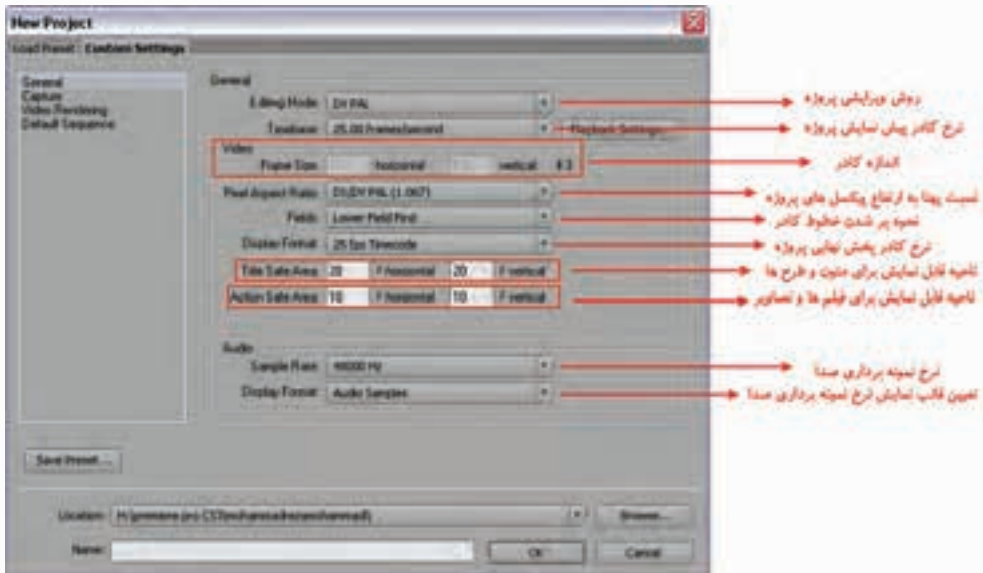 New Project
Load Preset Custom Settings
General
Capture
Video Rendering
Default Sequence
General
Editing Mode: DV PAL
روش ویرایشی پروژه
Timebase: 25.00 frames/second Playback Settings...
نرخ کادر پیش نمایش پروژه
Video
Frame Size: horizontal vertical 4:3
اندازه کادر
Pixel Aspect Ratio: D1/DV PAL (1.067)
نسبت پهنا به ارتفاع پیکسل های پروژه
Fields: Lower Field First
نحوه پر شدن خطوط کادر
Display Format: 25 fps Timecode
نرخ کادر پخش نهایی پروژه
Title Safe Area 20 horizontal 20 vertical
ناحیه قابل نمایش برای متون و طرح ها
Action Safe Area 10 horizontal 10 vertical
ناحیه قابل نمایش برای فیلم ها و تصاویر
Audio
Sample Rate: 48000 Hz
نرخ نمونه برداری صدا
Display Format: Audio Samples
تعیین قالب نمایش نرخ نمونه برداری صدا
Save Preset...
Location: Browse...
Name: OK Cancel